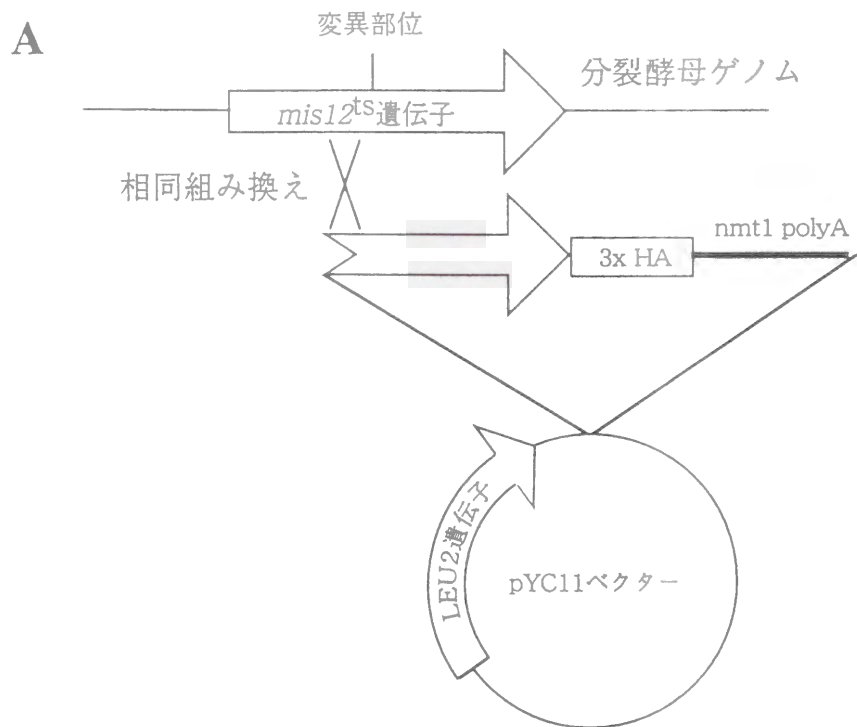 A
変異部位
分裂酵母ゲノム
mis12ts遺伝子
相同組み換え
nmt1 polyA
3x HA
LEU2遺伝子
pYC11ベクター